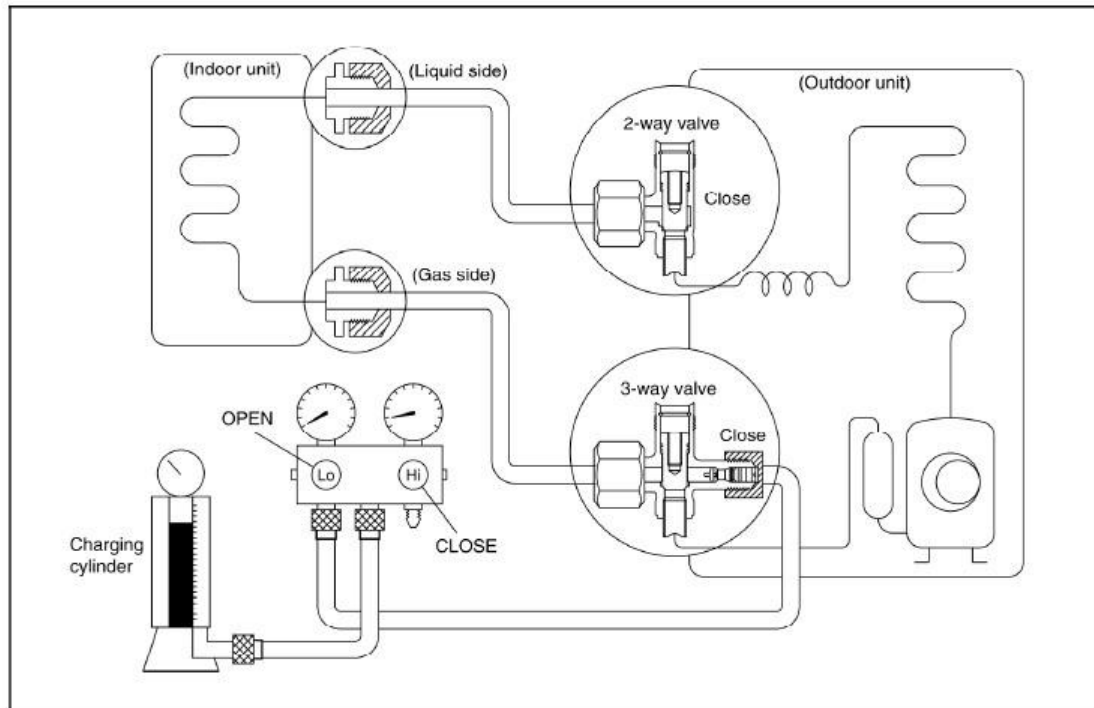 (Indoor unit)
(Liquid side)
(Outdoor unit)
2-way valve
Close
(Gas side)
3-way valve
Close
OPEN
Lo
Hi
CLOSE
Charging
cylinder